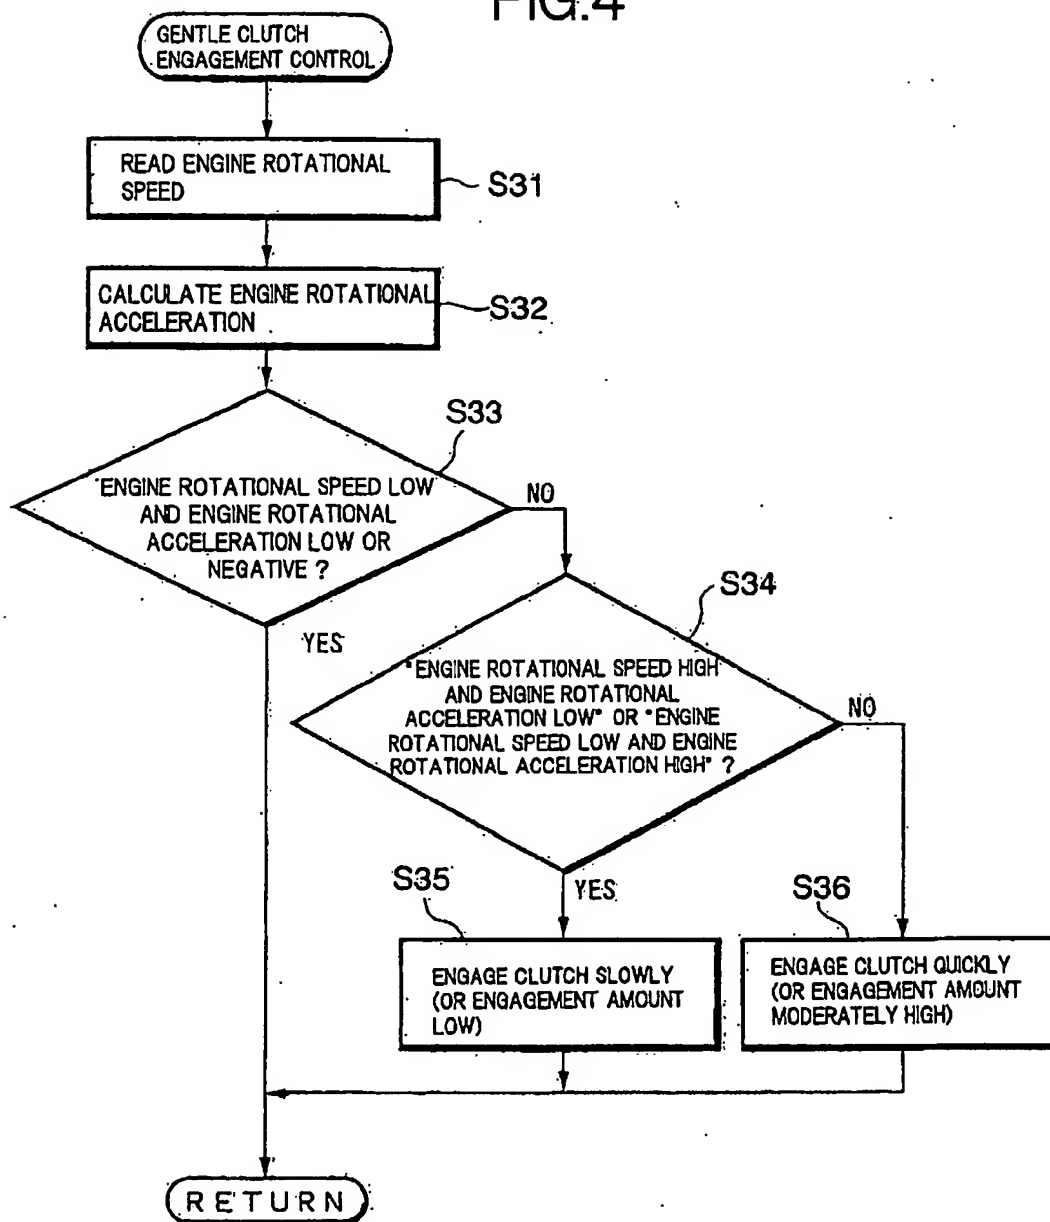 FIG.4
GENTLE CLUTCH
ENGAGEMENT CONTROL
READ ENGINE ROTATIONAL
SPEED
S31
CALCULATE ENGINE ROTATIONAL
ACCELERATION
S32
S33
"ENGINE ROTATIONAL SPEED LOW
AND ENGINE ROTATIONAL
ACCELERATION LOW OR
NEGATIVE ?
NO
YES
S34
"ENGINE ROTATIONAL SPEED HIGH
AND ENGINE ROTATIONAL
ACCELERATION LOW" OR "ENGINE
ROTATIONAL SPEED LOW AND ENGINE
ROTATIONAL ACCELERATION HIGH" ?
NO
YES
S35
ENGAGE CLUTCH SLOWLY
(OR ENGAGEMENT AMOUNT
LOW)
S36
ENGAGE CLUTCH QUICKLY
(OR ENGAGEMENT AMOUNT
MODERATELY HIGH)
RETURN